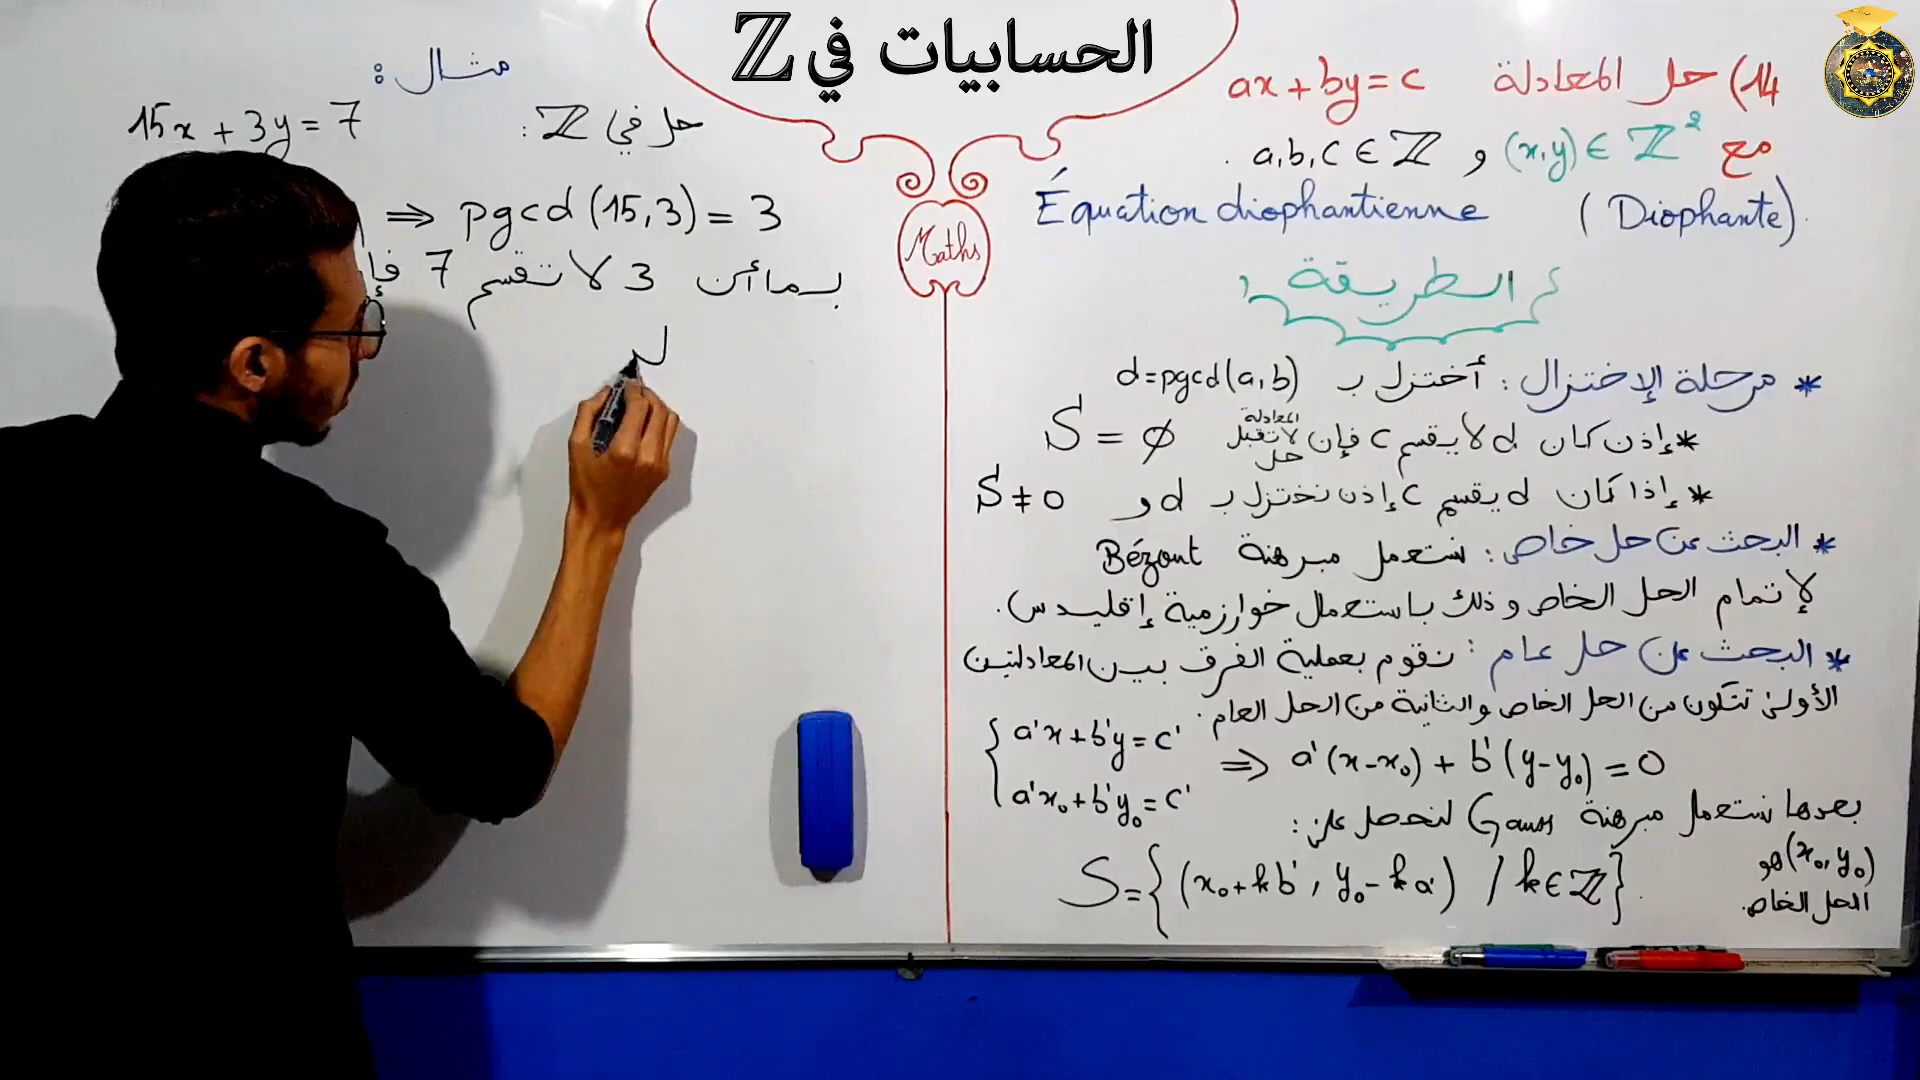 الحسابيات في ℤ
14) حل المعادلة ax + by = c
مع (x,y) ∈ ℤ² و a,b,c ∈ ℤ .
Équation diophantienne (Diophante).
الطريقة
* مرحلة الإختزال : أختزل ب d=pgcd(a,b)
* إذن كان d لا يقسم c فإن المعادلة لا تقبل حل S = ∅
* إذا كان d يقسم c إذن نختزل ب d و S ≠ 0
* البحث عن حل خاص : نستعمل مبرهنة Bézout
لإتمام الحل الخاص و ذلك باستعمال خوارزمية إقليدس.
* البحث عن حل عام : نقوم بعملية الفرق بين المعادلتين
الأولى تتكون من الحل الخاص والثانية من الحل العام.
{ a'x + b'y = c'
a'x₀ + b'y₀ = c'
⇒ a'(x-x₀) + b'(y-y₀) = 0
بعدها نستعمل مبرهنة Gauss لنحصل على :
S = { (x₀+kb', y₀-ka') / k∈ℤ } .
(x₀,y₀) هو
الحل الخاص.
Maths
مثال :
حل في ℤ : 15x + 3y = 7
⇒ pgcd(15,3) = 3
بما أن 3 لا تقسم 7